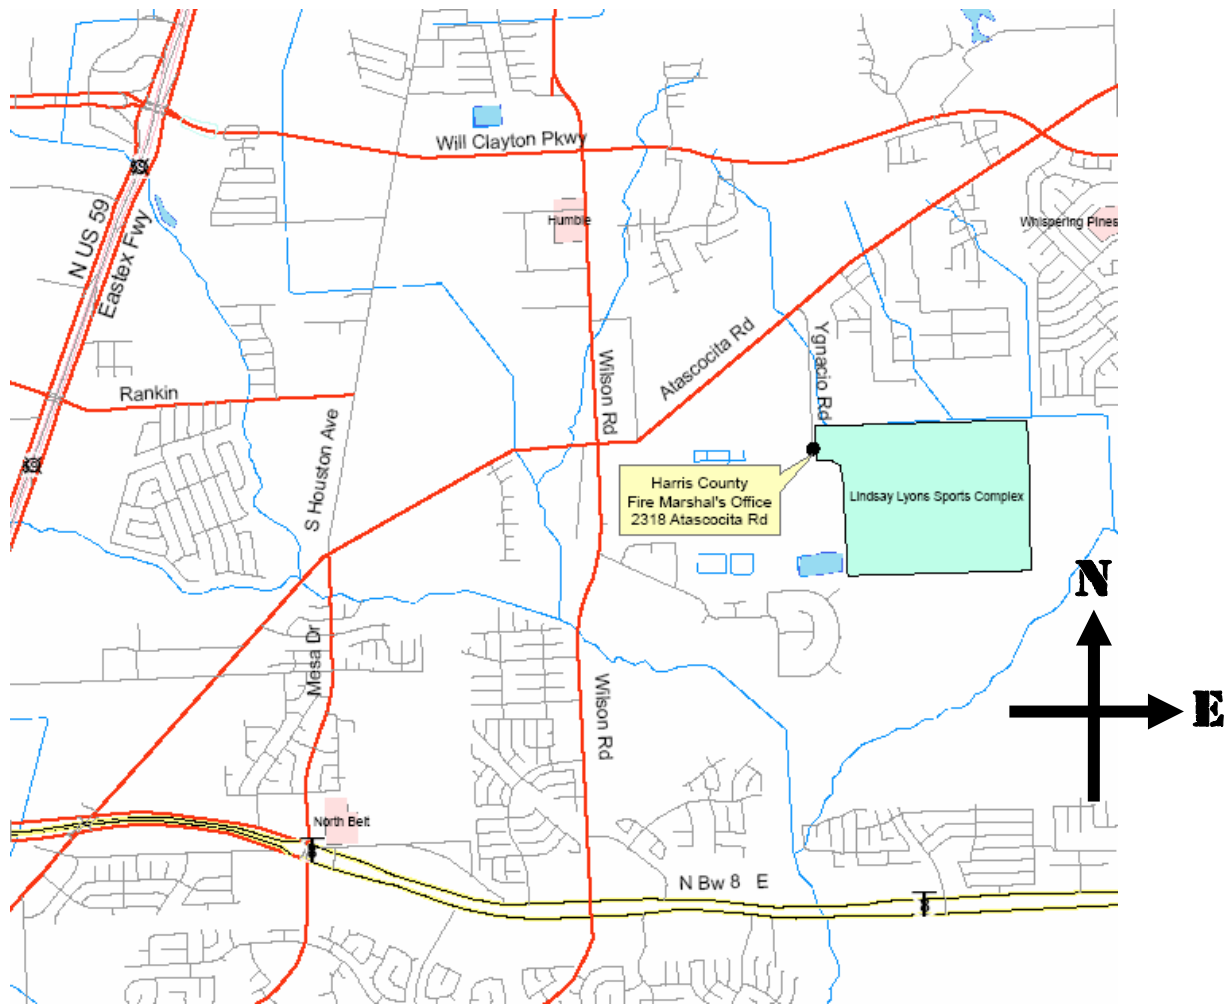 Will Clayton Pkwy
N US 59
Eastex Fwy
Humble
Whispering Pines
Rankin
S Houston Ave
Wilson Rd
Atascocita Rd
Ygnacio Rd
Harris County
Fire Marshal's Office
2318 Atascocita Rd
Lindsay Lyons Sports Complex
N
E
Mesa Dr
Wilson Rd
North Belt
N Bw 8 E
8